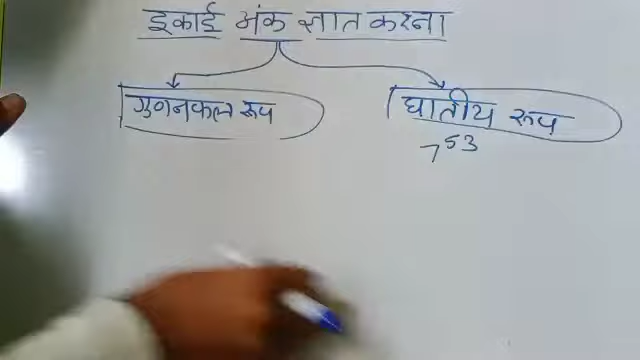 इकाई अंक ज्ञात करना
गुणनफल रूप
घातीय रूप
7⁵³